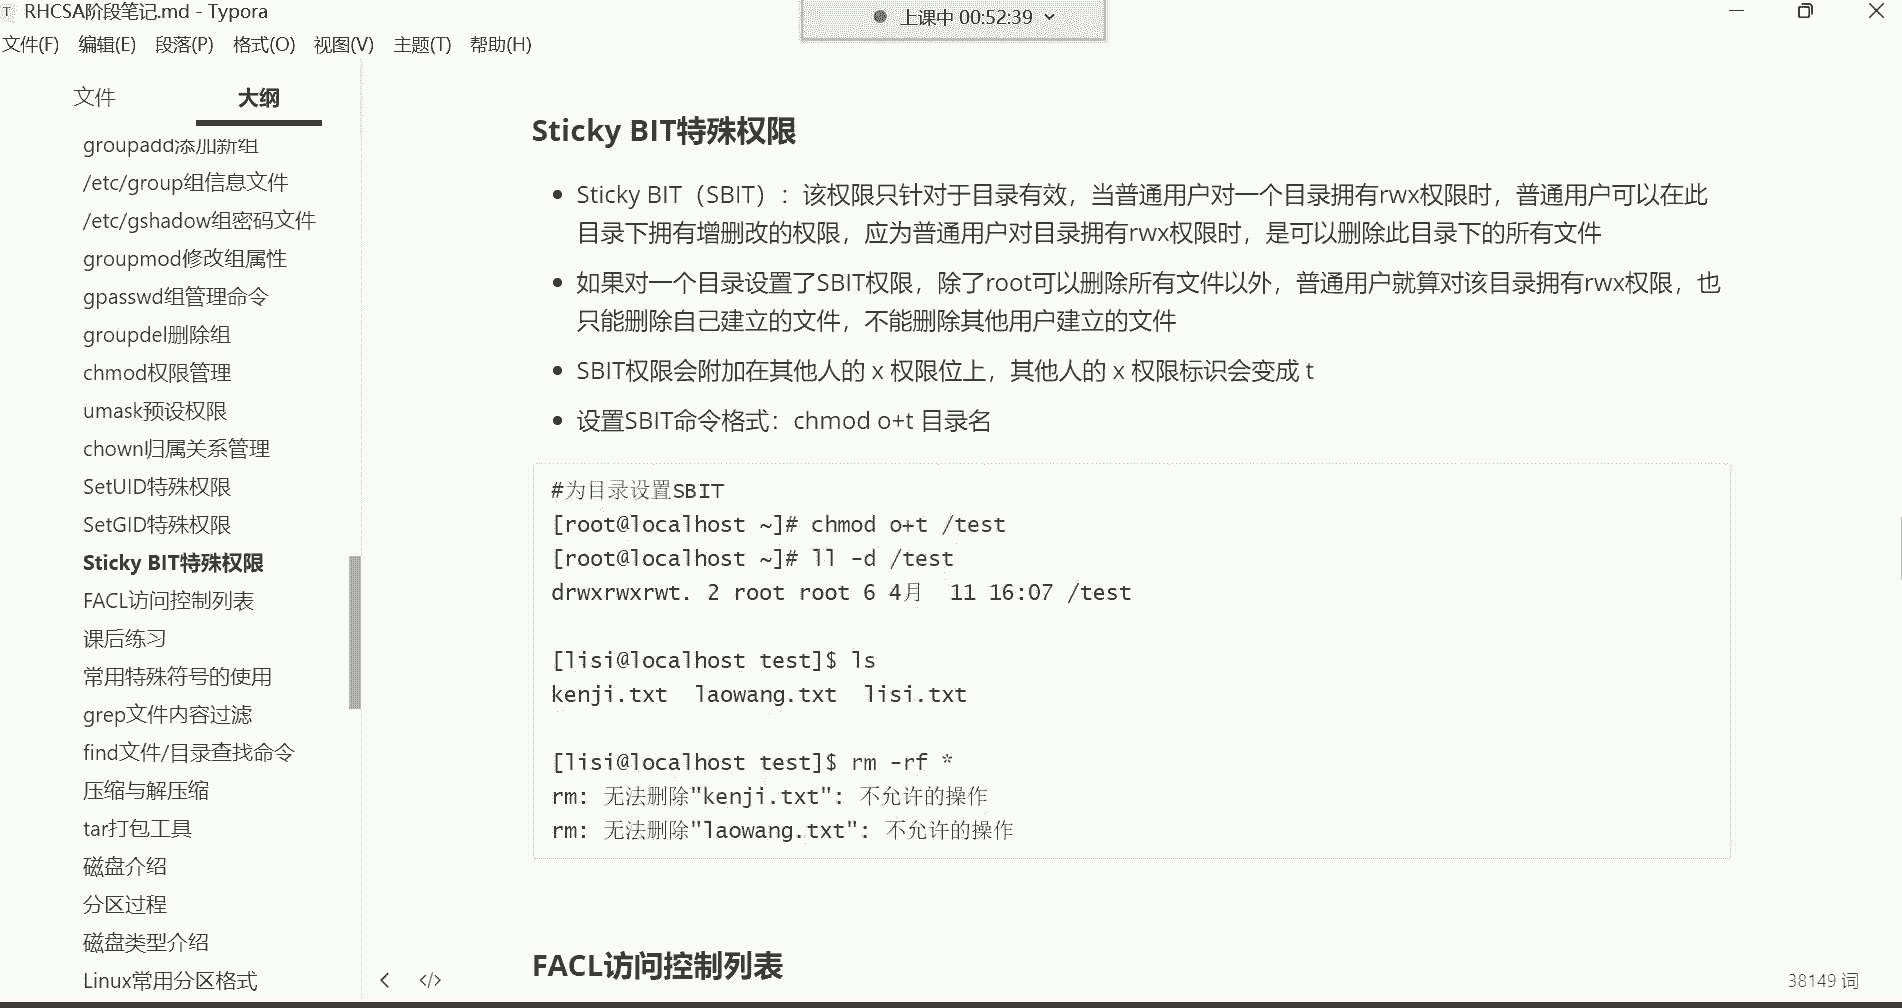 RHCSA阶段笔记.md - Typora
上课中 00:52:39
文件(F) 编辑(E) 段落(P) 格式(O) 视图(V) 主题(T) 帮助(H)
文件 大纲
groupadd添加新组
/etc/group组信息文件
/etc/gshadow组密码文件
groupmod修改组属性
gpasswd组管理命令
groupdel删除组
chmod权限管理
umask预设权限
chown归属关系管理
SetUID特殊权限
SetGID特殊权限
Sticky BIT特殊权限
FACL访问控制列表
课后练习
常用特殊符号的使用
grep文件内容过滤
find文件/目录查找命令
压缩与解压缩
tar打包工具
磁盘介绍
分区过程
磁盘类型介绍
Linux常用分区格式
Sticky BIT特殊权限
Sticky BIT（SBIT）：该权限只针对于目录有效，当普通用户对一个目录拥有rwx权限时，普通用户可以在此
目录下拥有增删改的权限，应为普通用户对目录拥有rwx权限时，是可以删除此目录下的所有文件
如果对一个目录设置了SBIT权限，除了root可以删除所有文件以外，普通用户就算对该目录拥有rwx权限，也
只能删除自己建立的文件，不能删除其他用户建立的文件
SBIT权限会附加在其他人的 x 权限位上，其他人的 x 权限标识会变成 t
设置SBIT命令格式：chmod o+t 目录名
#为目录设置SBIT
[root@localhost ~]# chmod o+t /test
[root@localhost ~]# ll -d /test
drwxrwxrwt. 2 root root 6 4月  11 16:07 /test
[lisi@localhost test]$ ls
kenji.txt  laowang.txt  lisi.txt
[lisi@localhost test]$ rm -rf *
rm: 无法删除"kenji.txt": 不允许的操作
rm: 无法删除"laowang.txt": 不允许的操作
FACL访问控制列表
38149 词